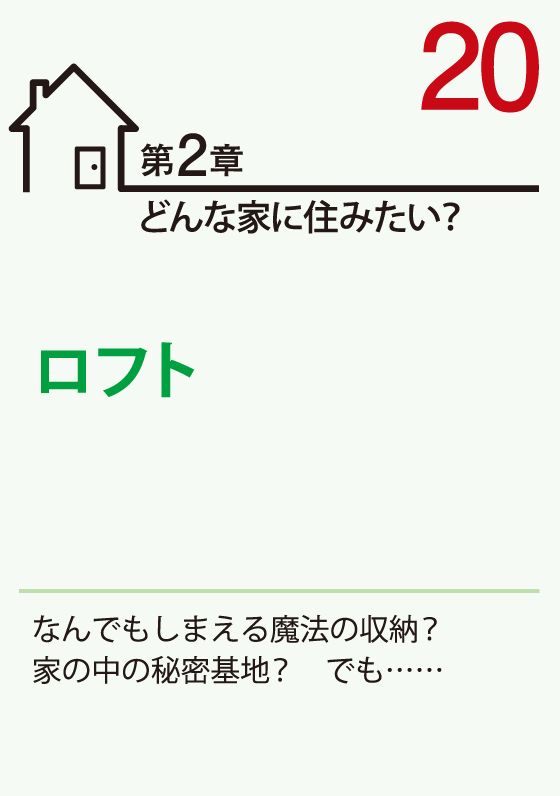 20
第2章
どんな家に住みたい?
ロフト
なんでもしまえる魔法の収納?
家の中の秘密基地?　でも……